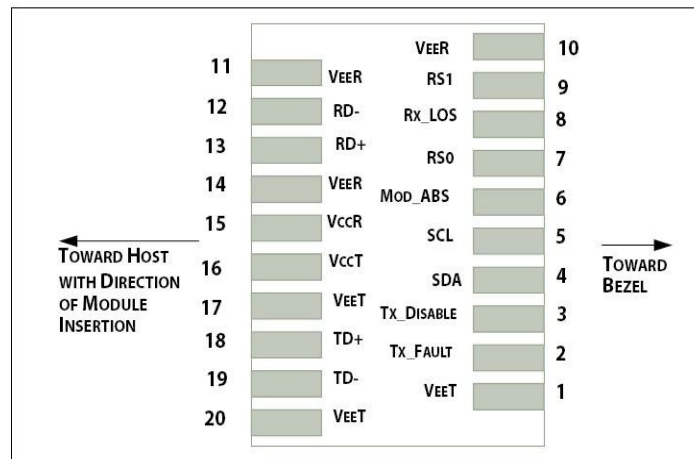 11 VEER
12 RD-
13 RD+
14 VEER
15 VCCR
16 VCCT
17 VEET
18 TD+
19 TD-
20 VEET
VEER 10
RS1 9
RX_LOS 8
RS0 7
MOD_ABS 6
SCL 5
SDA 4
TX_DISABLE 3
TX_FAULT 2
VEET 1
TOWARD HOST
WITH DIRECTION
OF MODULE
INSERTION
TOWARD
BEZEL